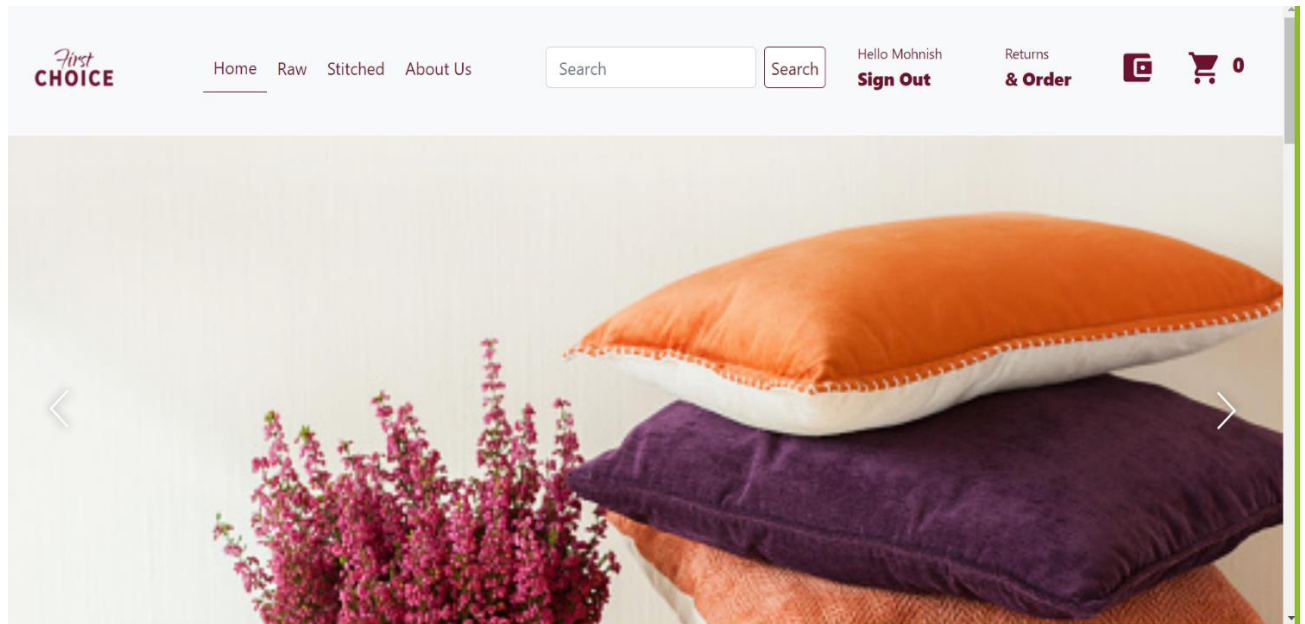 First
CHOICE
Home Raw Stitched About Us
Search
Search
Hello Mohnish
Sign Out
Returns
& Order
0